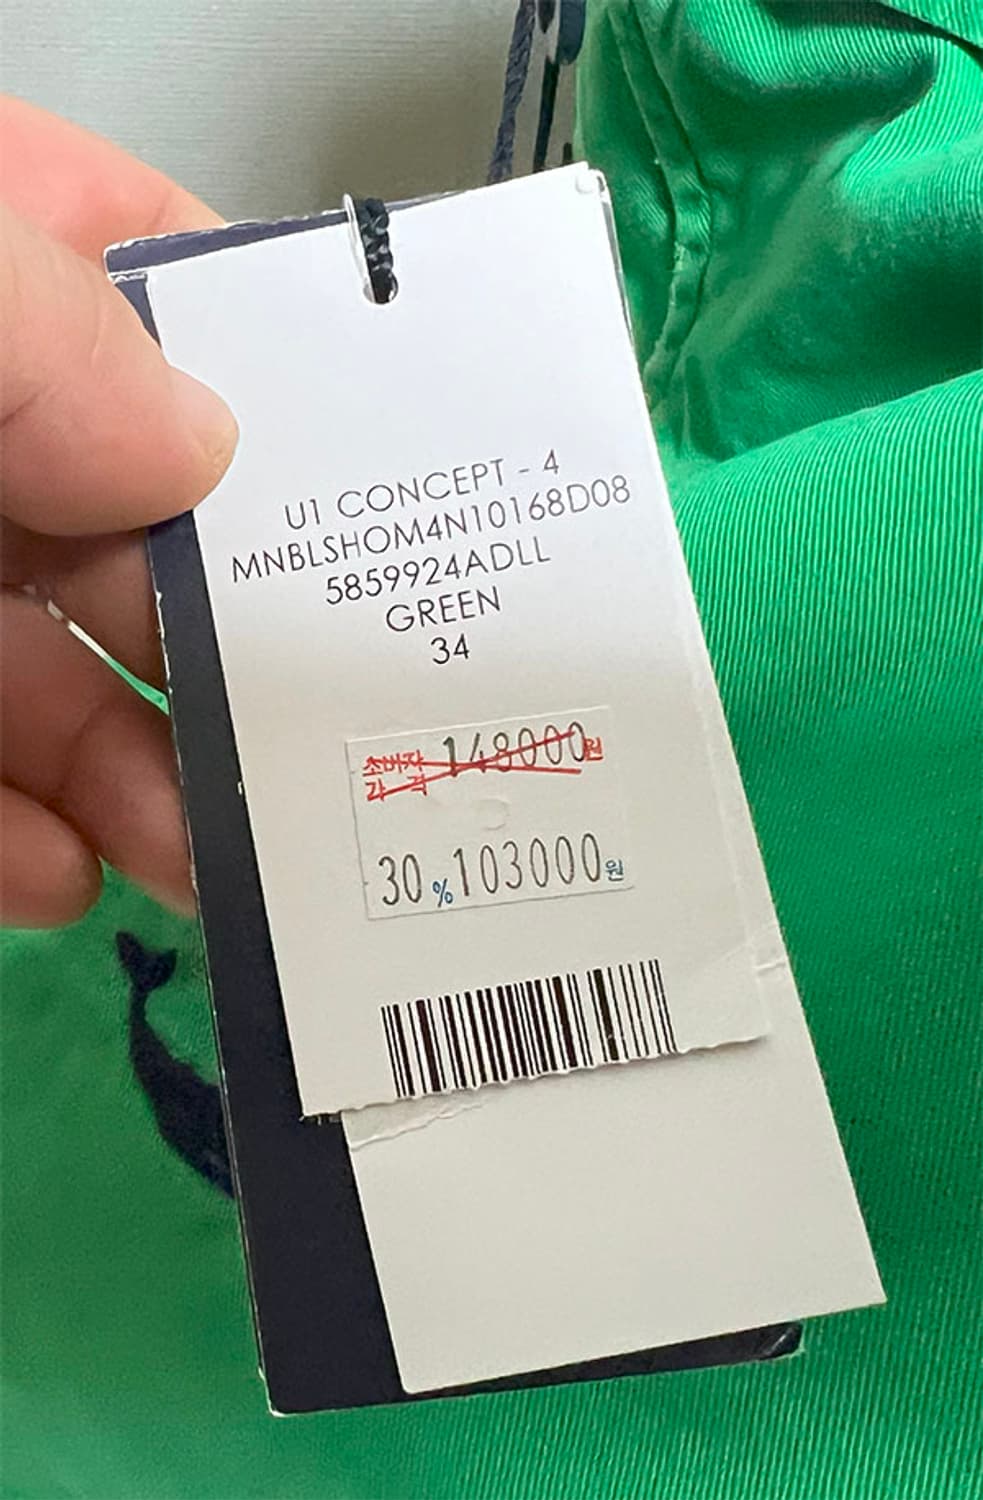 U1 CONCEPT - 4
MNBLSHOM4N10168D08
5859924ADLL
GREEN
34
소비자 148000원
가 격
30 % 103000원